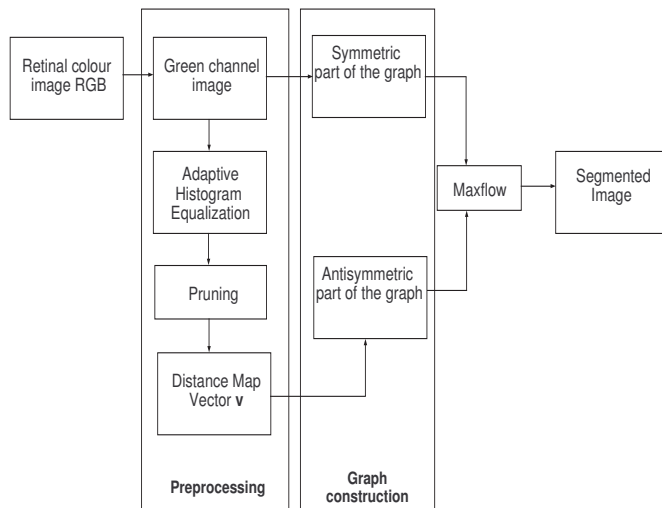 Retinal colour
image RGB
Green channel
image
Symmetric
part of the graph
Adaptive
Histogram
Equalization
Maxflow
Segmented
Image
Pruning
Antisymmetric
part of the graph
Distance Map
Vector v
Preprocessing
Graph
construction